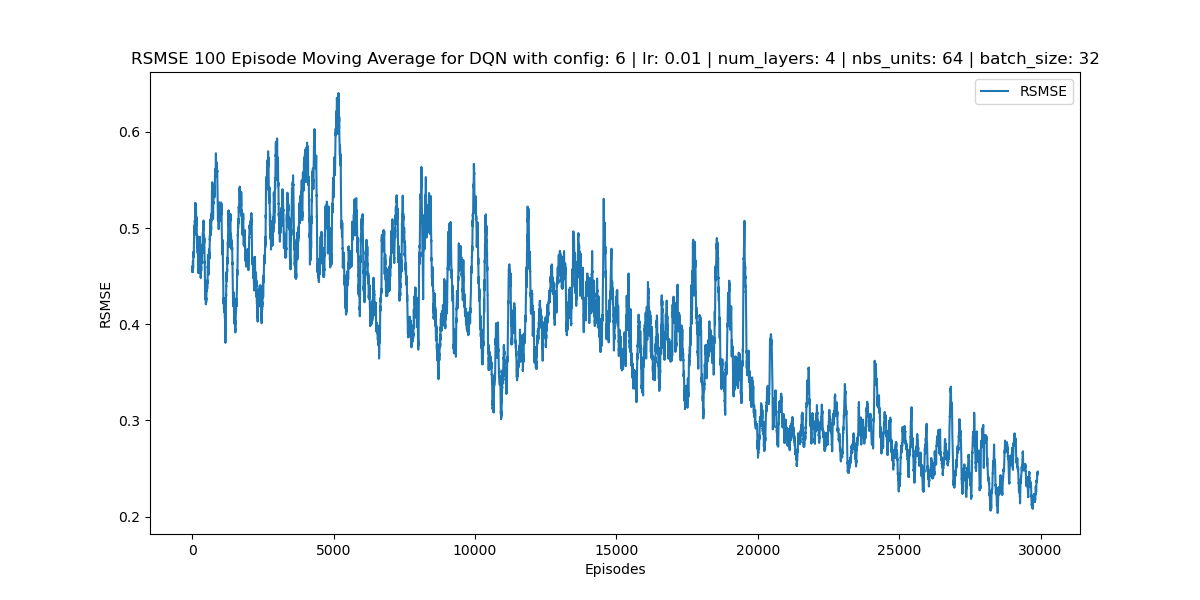 RSMSE 100 Episode Moving Average for DQN with config: 6 | lr: 0.01 | num_layers: 4 | nbs_units: 64 | batch_size: 32
RSMSE
0.6
0.5
0.4
0.3
0.2
RSMSE
0 5000 10000 15000 20000 25000 30000
Episodes